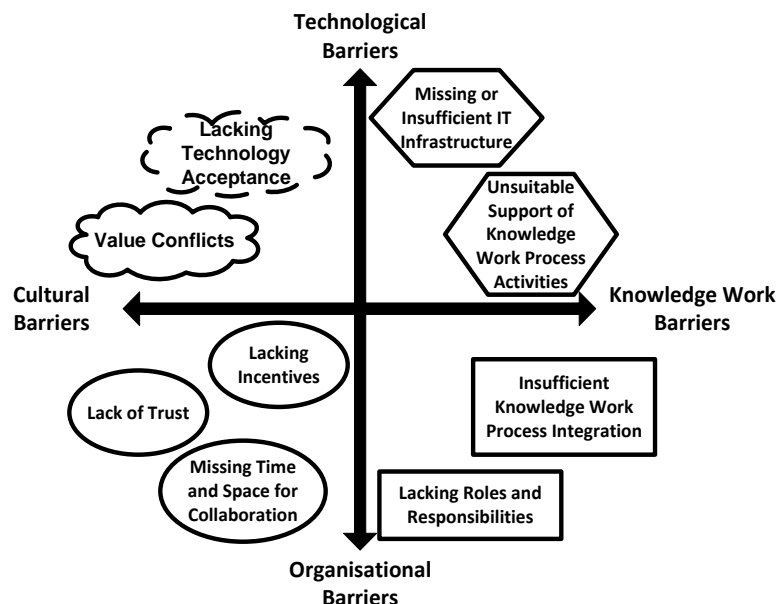 Technological
Barriers
Missing or
Insufficient IT
Infrastructure
Lacking
Technology
Acceptance
Unsuitable
Support of
Knowledge
Work Process
Activities
Value Conflicts
Cultural
Barriers
Knowledge Work
Barriers
Lacking
Incentives
Insufficient
Knowledge Work
Process Integration
Lack of Trust
Missing Time
and Space for
Collaboration
Lacking Roles and
Responsibilities
Organisational
Barriers